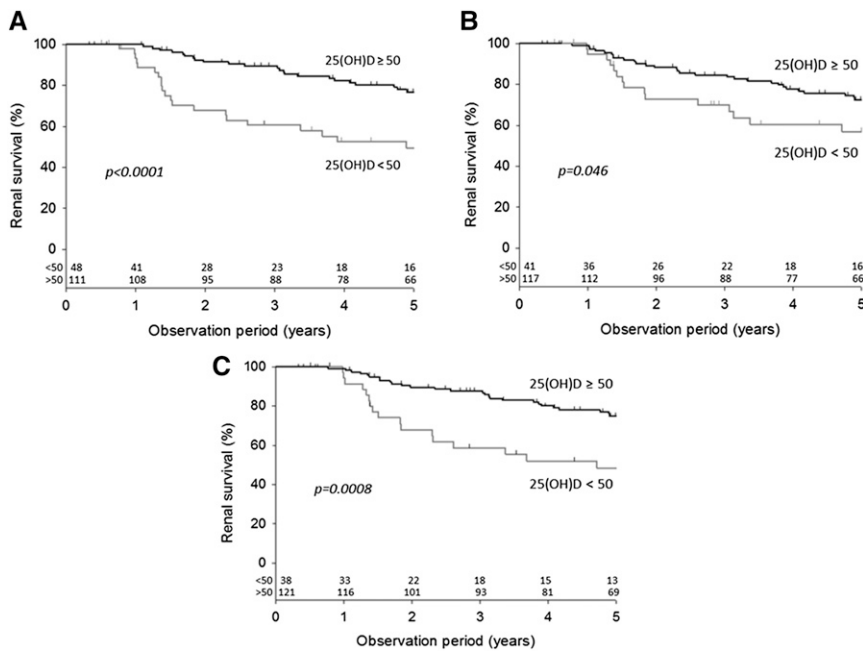 A
Renal survival (%)
100
80
60
40
20
0
25(OH)D ≥ 50
25(OH)D < 50
p<0.0001
<50 48 41 28 23 18 16
>50 111 108 95 88 78 66
0 1 2 3 4 5
Observation period (years)
B
Renal survival (%)
100
80
60
40
20
0
25(OH)D ≥ 50
25(OH)D < 50
p=0.046
<50 41 36 26 22 18 16
>50 117 112 96 88 77 66
0 1 2 3 4 5
Observation period (years)
C
Renal survival (%)
100
80
60
40
20
0
25(OH)D ≥ 50
25(OH)D < 50
p=0.0008
<50 38 33 22 18 15 13
>50 121 116 101 93 81 69
0 1 2 3 4 5
Observation period (years)